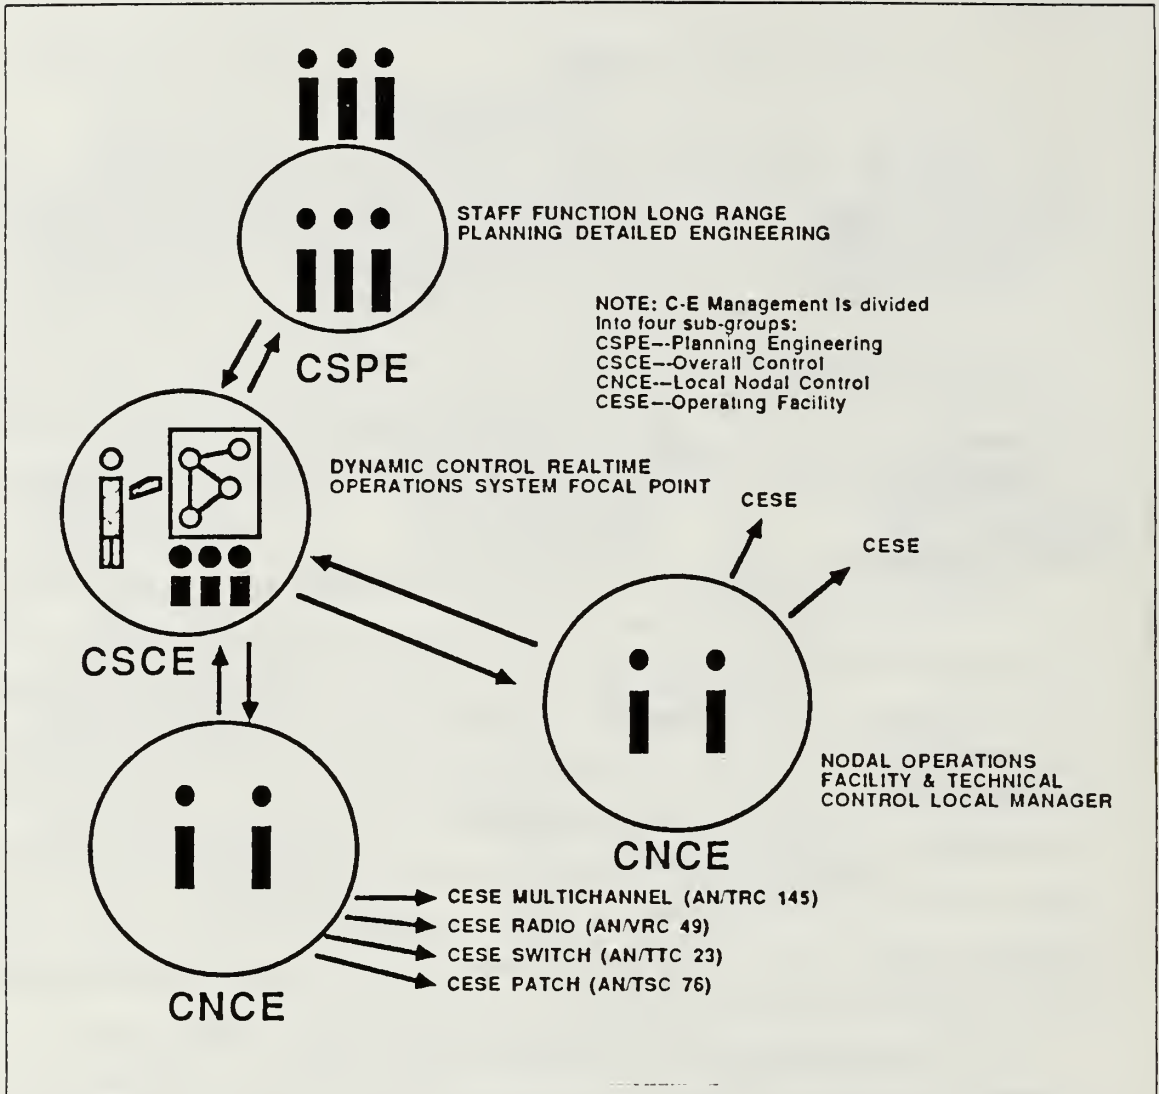 STAFF FUNCTION LONG RANGE
PLANNING DETAILED ENGINEERING
NOTE: C-E Management is divided
into four sub-groups:
CSPE--Planning Engineering
CSCE--Overall Control
CNCE--Local Nodal Control
CESE--Operating Facility
CSPE
DYNAMIC CONTROL REALTIME
OPERATIONS SYSTEM FOCAL POINT
CESE
CESE
CSCE
NODAL OPERATIONS
FACILITY & TECHNICAL
CONTROL LOCAL MANAGER
CNCE
CESE MULTICHANNEL (AN/TRC 145)
CESE RADIO (AN/VRC 49)
CESE SWITCH (AN/TTC 23)
CESE PATCH (AN/TSC 76)
CNCE